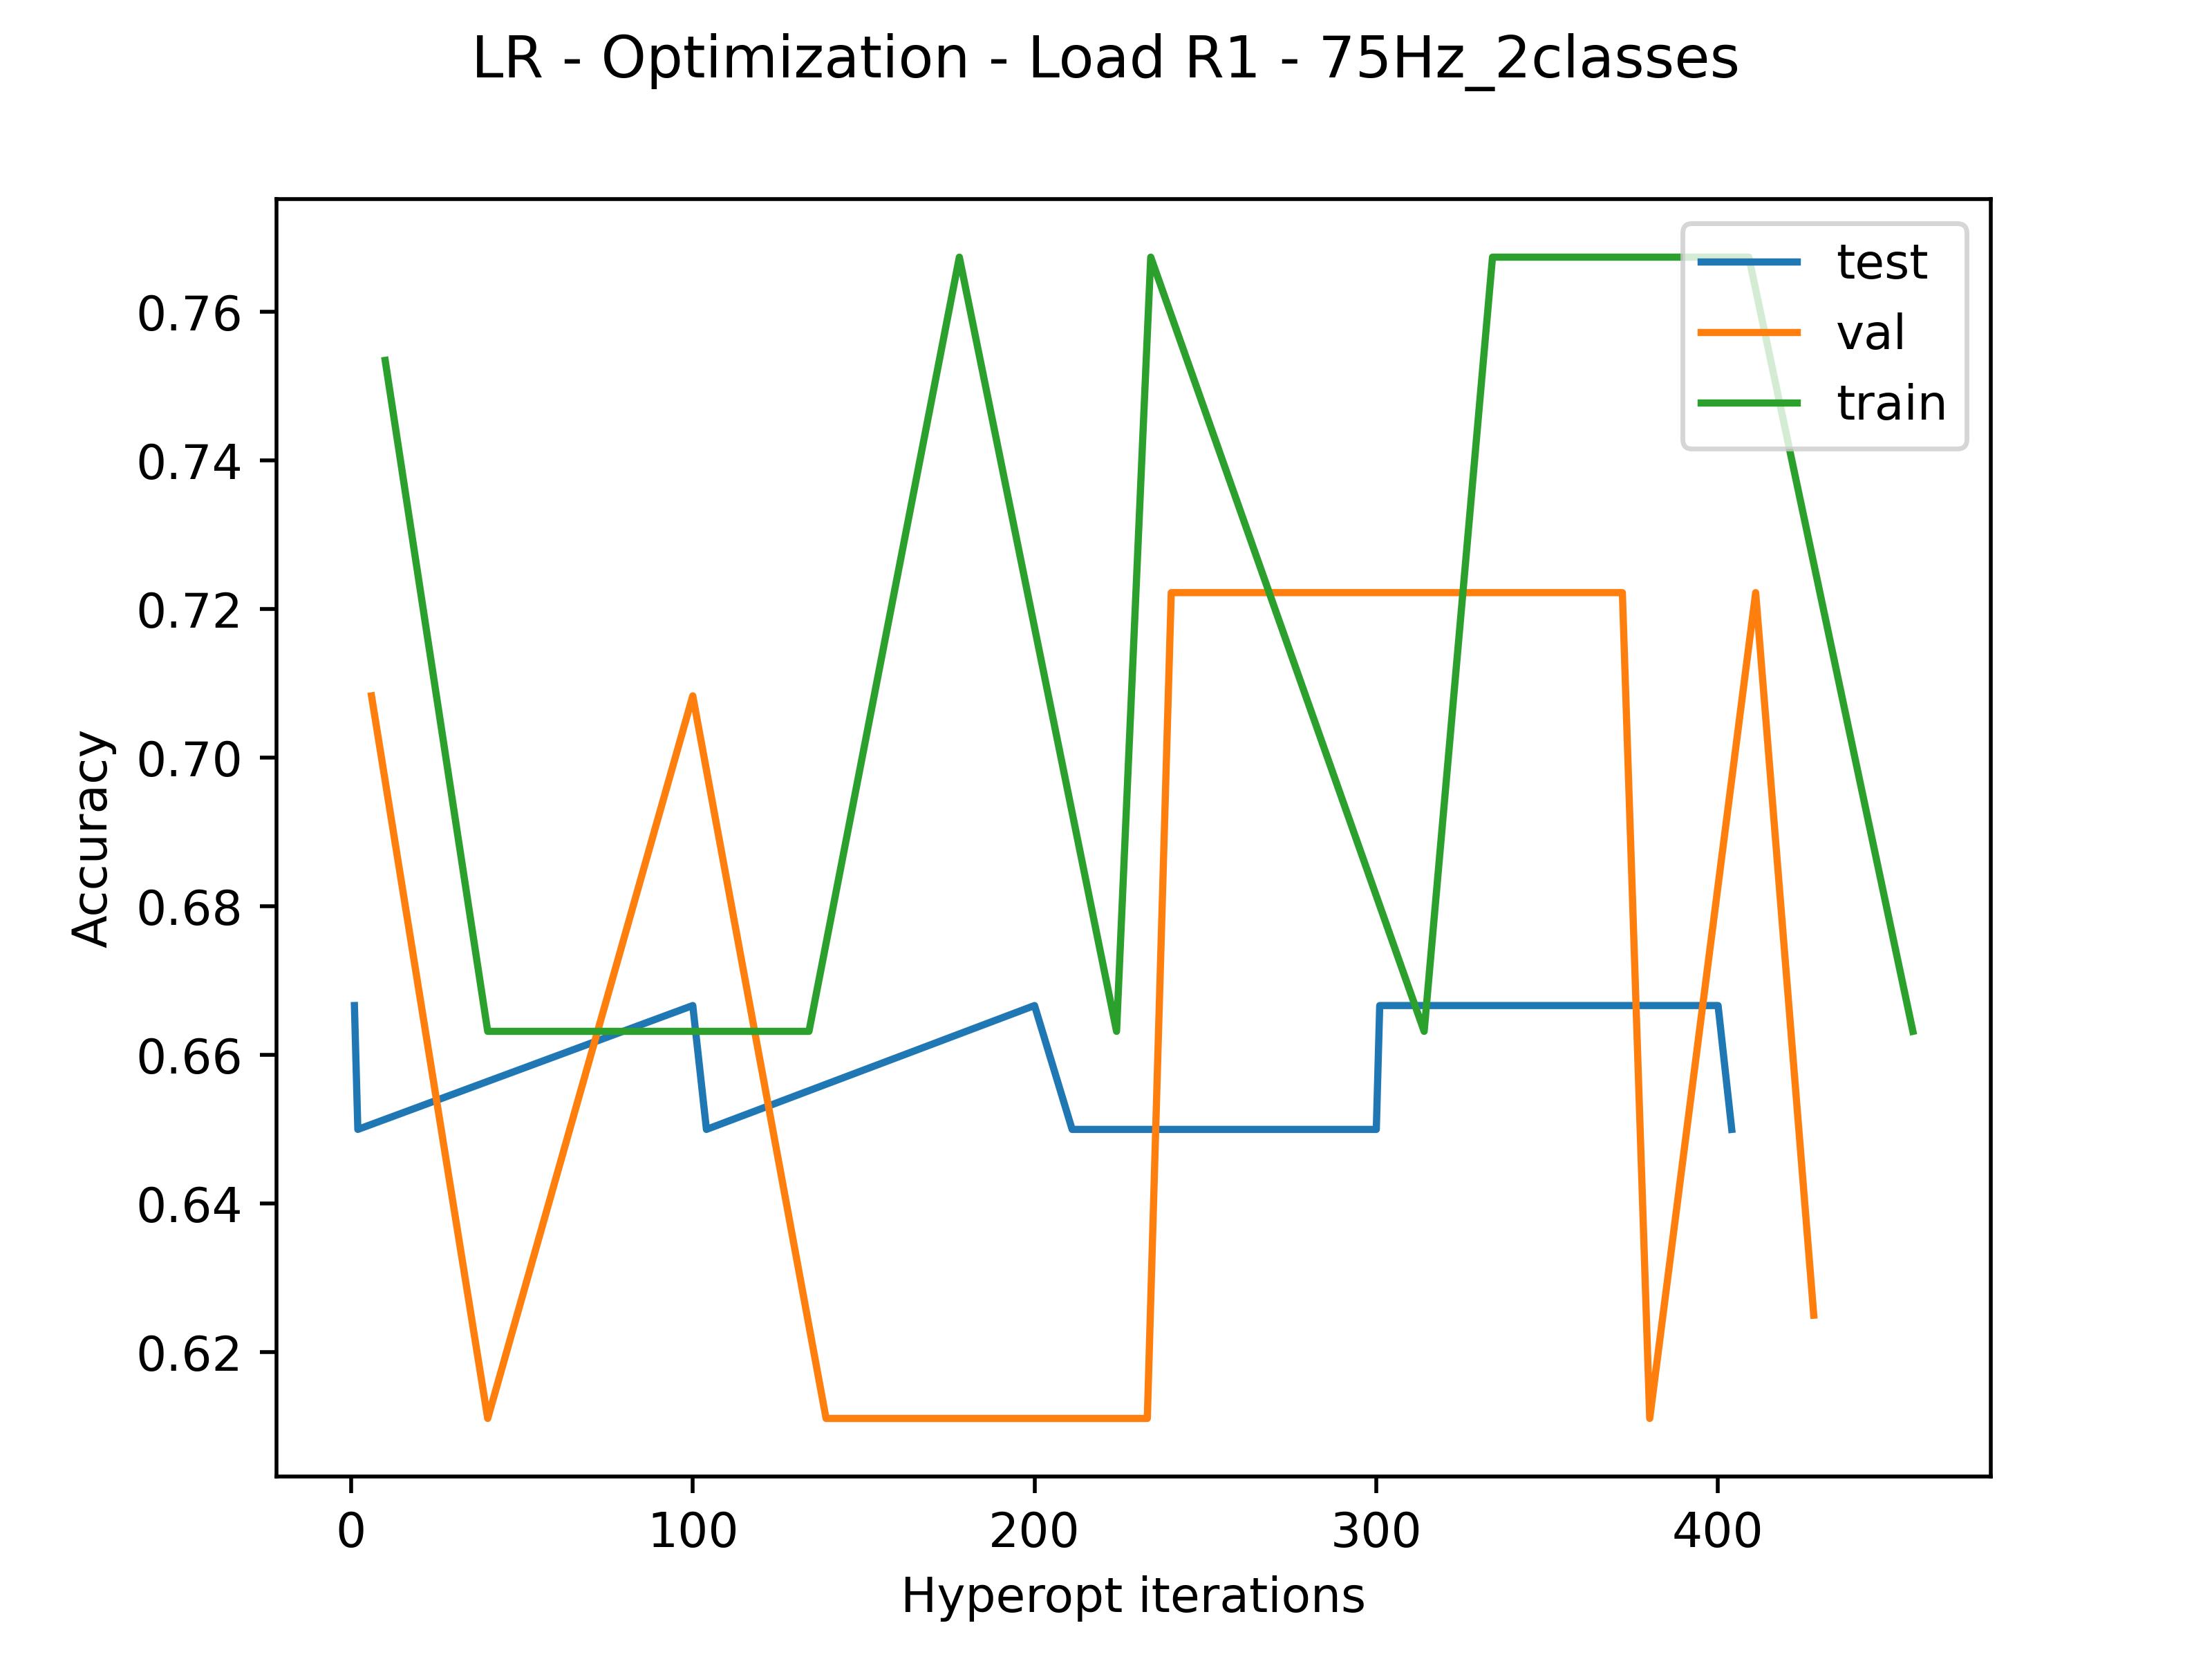 LR - Optimization - Load R1 - 75Hz_2classes
test
val
train
0.76
0.74
0.72
0.70
0.68
0.66
0.64
0.62
Accuracy
0 100 200 300 400
Hyperopt iterations